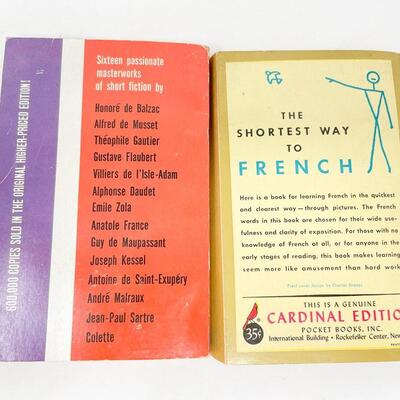 600,000 COPIES SOLD IN THE ORIGINAL HIGHER-PRICED EDITION!
Sixteen passionate
masterworks
of short fiction by
Honoré de Balzac
Alfred de Musset
Théophile Gautier
Gustave Flaubert
Villiers de l'Isle-Adam
Alphonse Daudet
Emile Zola
Anatole France
Guy de Maupassant
Joseph Kessel
Antoine de Saint-Exupéry
André Malraux
Jean-Paul Sartre
Colette
THE
SHORTEST WAY
TO
FRENCH
Here is a book for learning French in the quickest
and clearest way—through pictures. The French
words in this book are chosen for their wide use-
fulness and clarity of exposition. For those with no
knowledge of French at all, or for anyone in the
early stages of reading, this book makes learning
seem more like amusement than hard work
Front cover design by Charles
THIS IS A GENUINE
CARDINAL EDITIO
35¢
POCKET BOOKS, INC.
International Building • Rockefeller Center, New